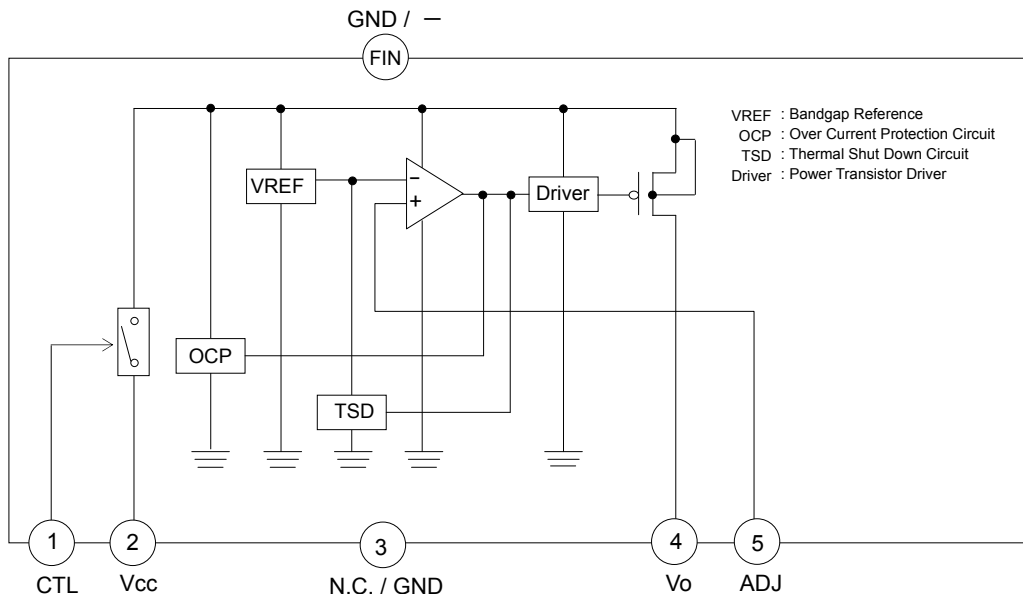 GND / －
FIN
VREF : Bandgap Reference
OCP : Over Current Protection Circuit
TSD : Thermal Shut Down Circuit
Driver : Power Transistor Driver
VREF
－
+
Driver
OCP
TSD
1
2
3
4
5
CTL
Vcc
N.C. / GND
Vo
ADJ